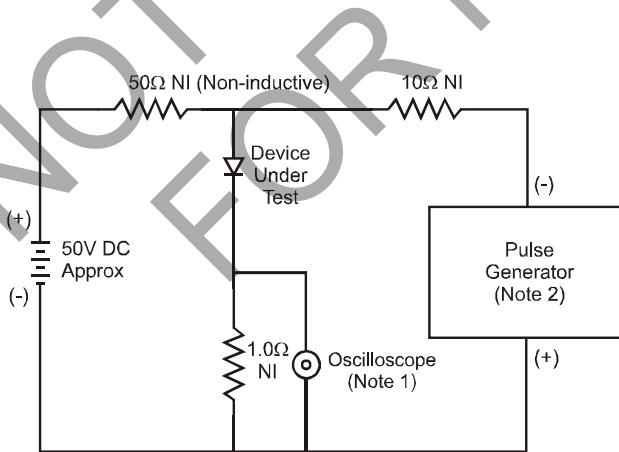 NOT
FOR
50Ω NI (Non-inductive)
10Ω NI
Device
Under
Test
(-)
(+)
50V DC
Approx
(-)
Pulse
Generator
(Note 2)
1.0Ω
NI
Oscilloscope
(Note 1)
(+)